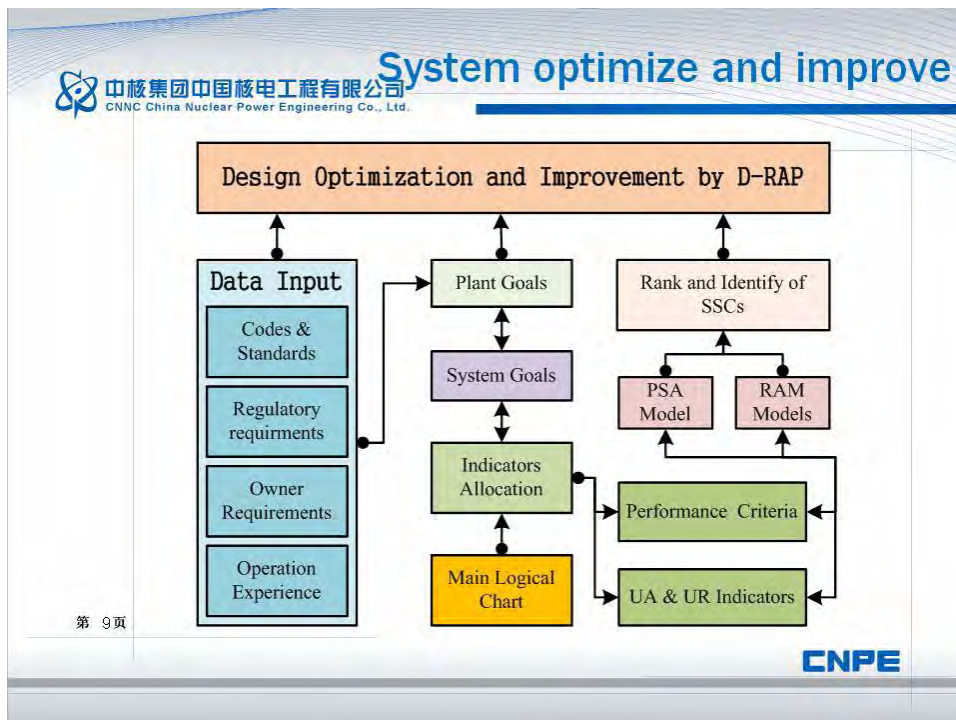 System optimize and improve
中核集团中国核电工程有限公司
CNNC China Nuclear Power Engineering Co., Ltd.
Design Optimization and Improvement by D-RAP
Data Input
Codes &
Standards
Regulatory
requirments
Owner
Requirements
Operation
Experience
Plant Goals
System Goals
Indicators
Allocation
Main Logical
Chart
Rank and Identify of
SSCs
PSA
Model
RAM
Models
Performance Criteria
UA & UR Indicators
第 9页
CNPE